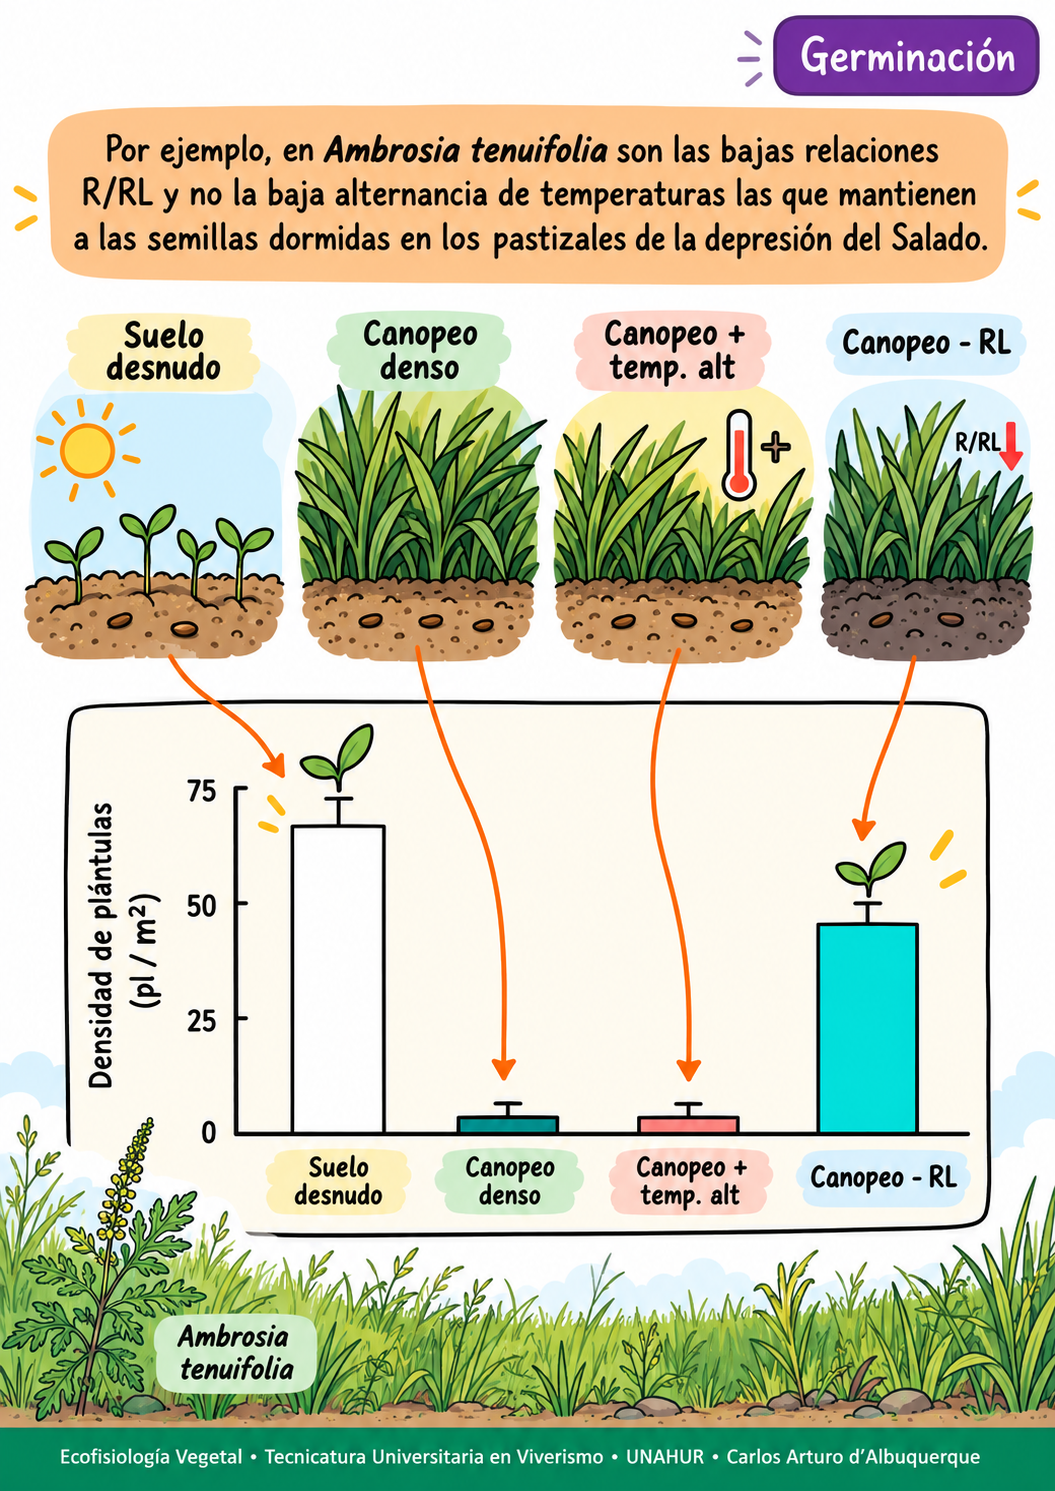 Germinación
Por ejemplo, en Ambrosia tenuifolia son las bajas relaciones
R/RL y no la baja alternancia de temperaturas las que mantienen
a las semillas dormidas en los pastizales de la depresión del Salado.
Suelo
desnudo
Canopeo
denso
Canopeo +
temp. alt
Canopeo - RL
R/RL
Densidad de plántulas
(pl / m²)
75
50
25
0
Suelo
desnudo
Canopeo
denso
Canopeo +
temp. alt
Canopeo - RL
Ambrosia
tenuifolia
Ecofisiología Vegetal • Tecnicatura Universitaria en Viverismo • UNAHUR • Carlos Arturo d’Albuquerque